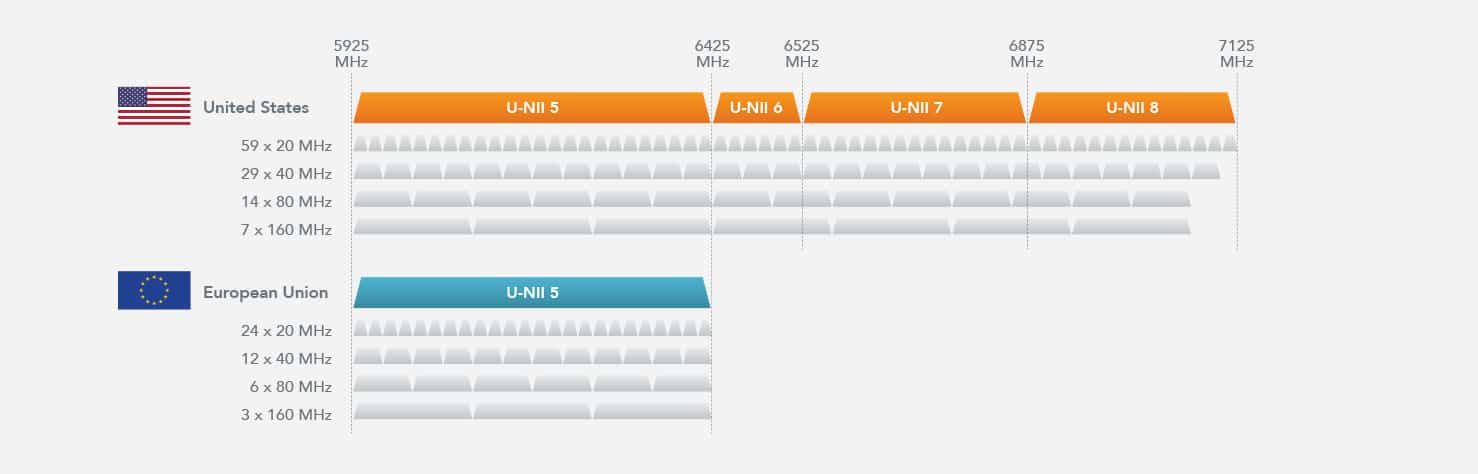 5925 MHz
6425 MHz
6525 MHz
6875 MHz
7125 MHz
United States
U-NII 5
U-NII 6
U-NII 7
U-NII 8
59 x 20 MHz
29 x 40 MHz
14 x 80 MHz
7 x 160 MHz
European Union
U-NII 5
24 x 20 MHz
12 x 40 MHz
6 x 80 MHz
3 x 160 MHz